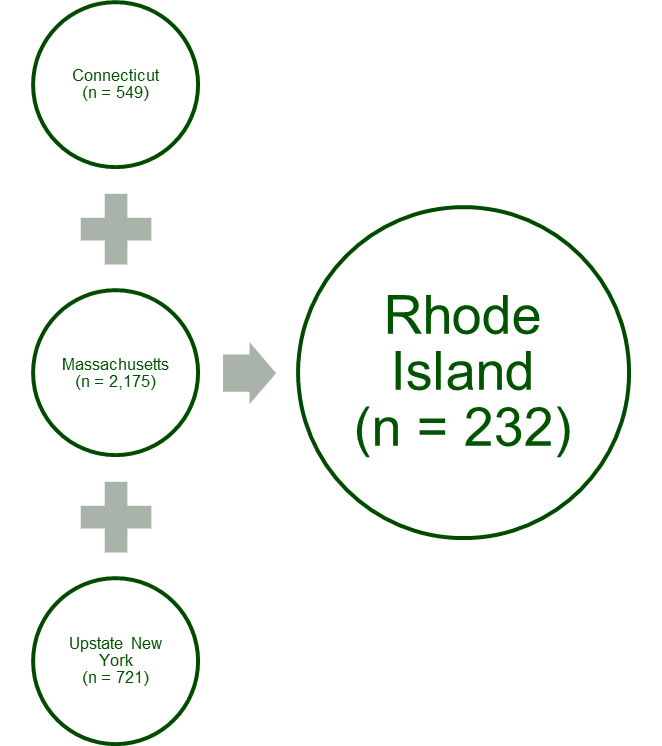 Connecticut
(n = 549)
Massachusetts
(n = 2,175)
Upstate New
York
(n = 721)
Rhode
Island
(n = 232)